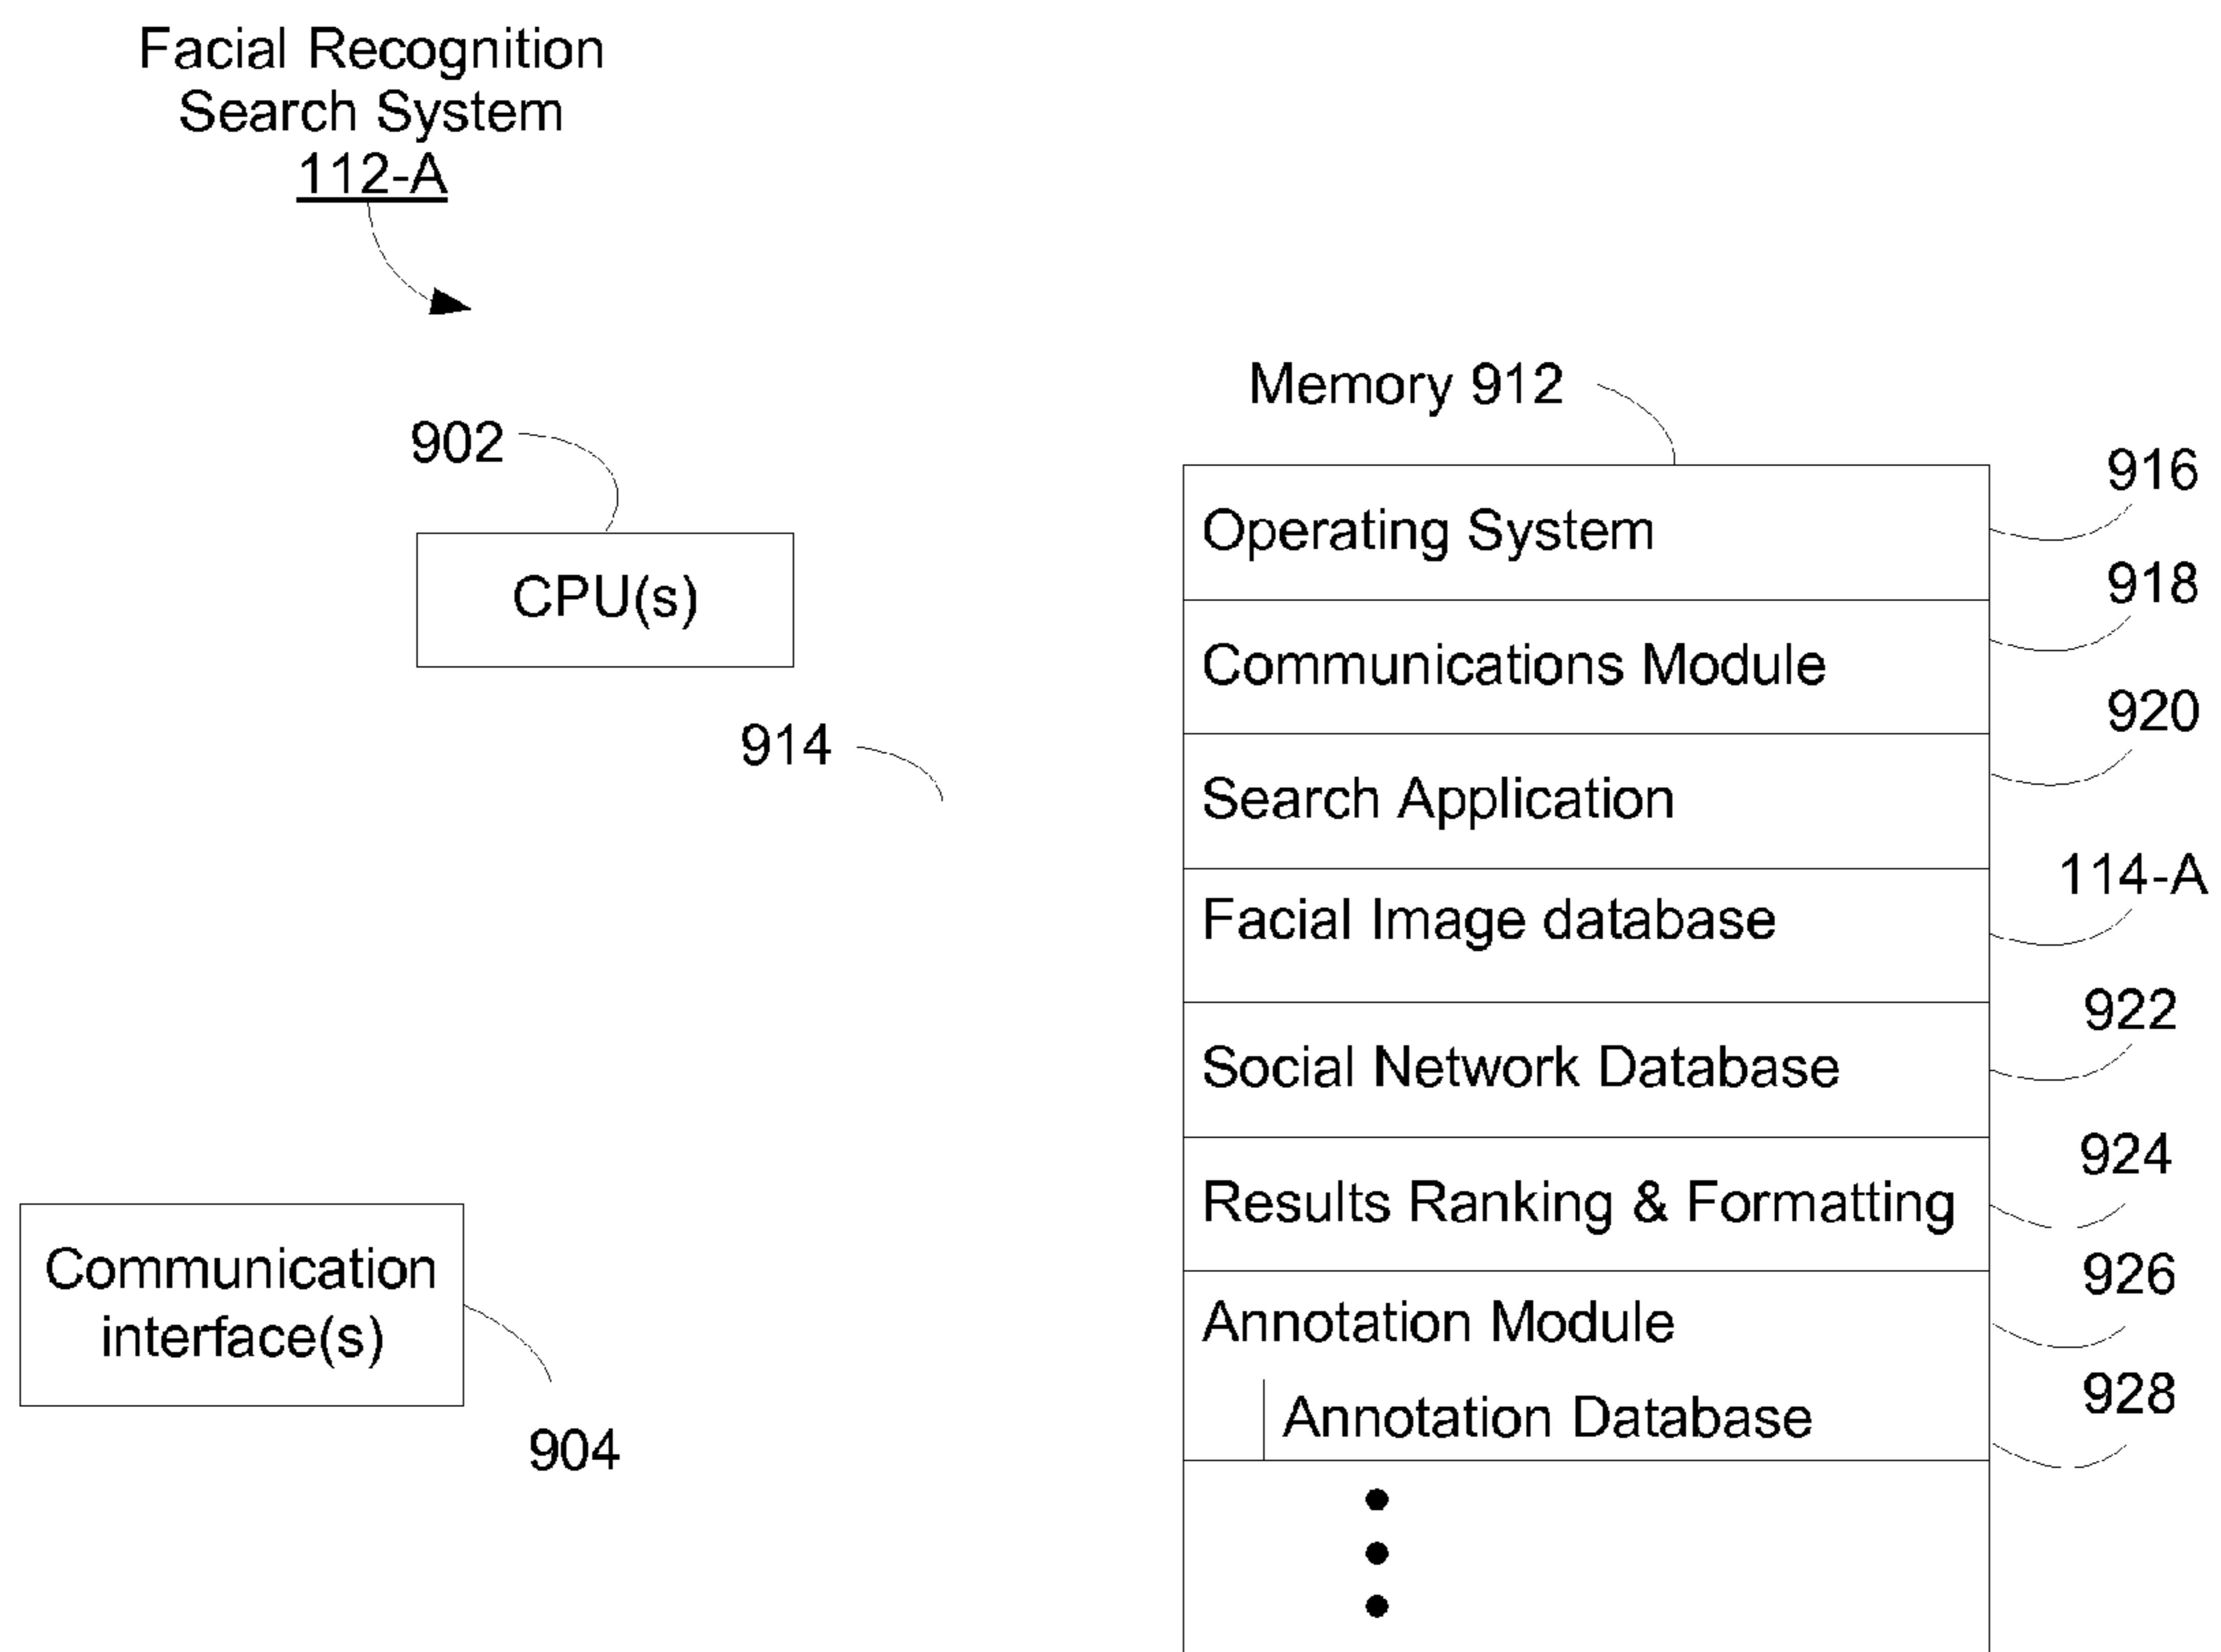 Facial Recognition
Search System
112-A
Memory 912
902
916
Operating System
CPU(s)
918
Communications Module
920
914
Search Application
114-A
Facial Image database
922
Social Network Database
924
Results Ranking & Formatting
926
Communication
interface(s)
Annotation Module
928
Annotation Database
904